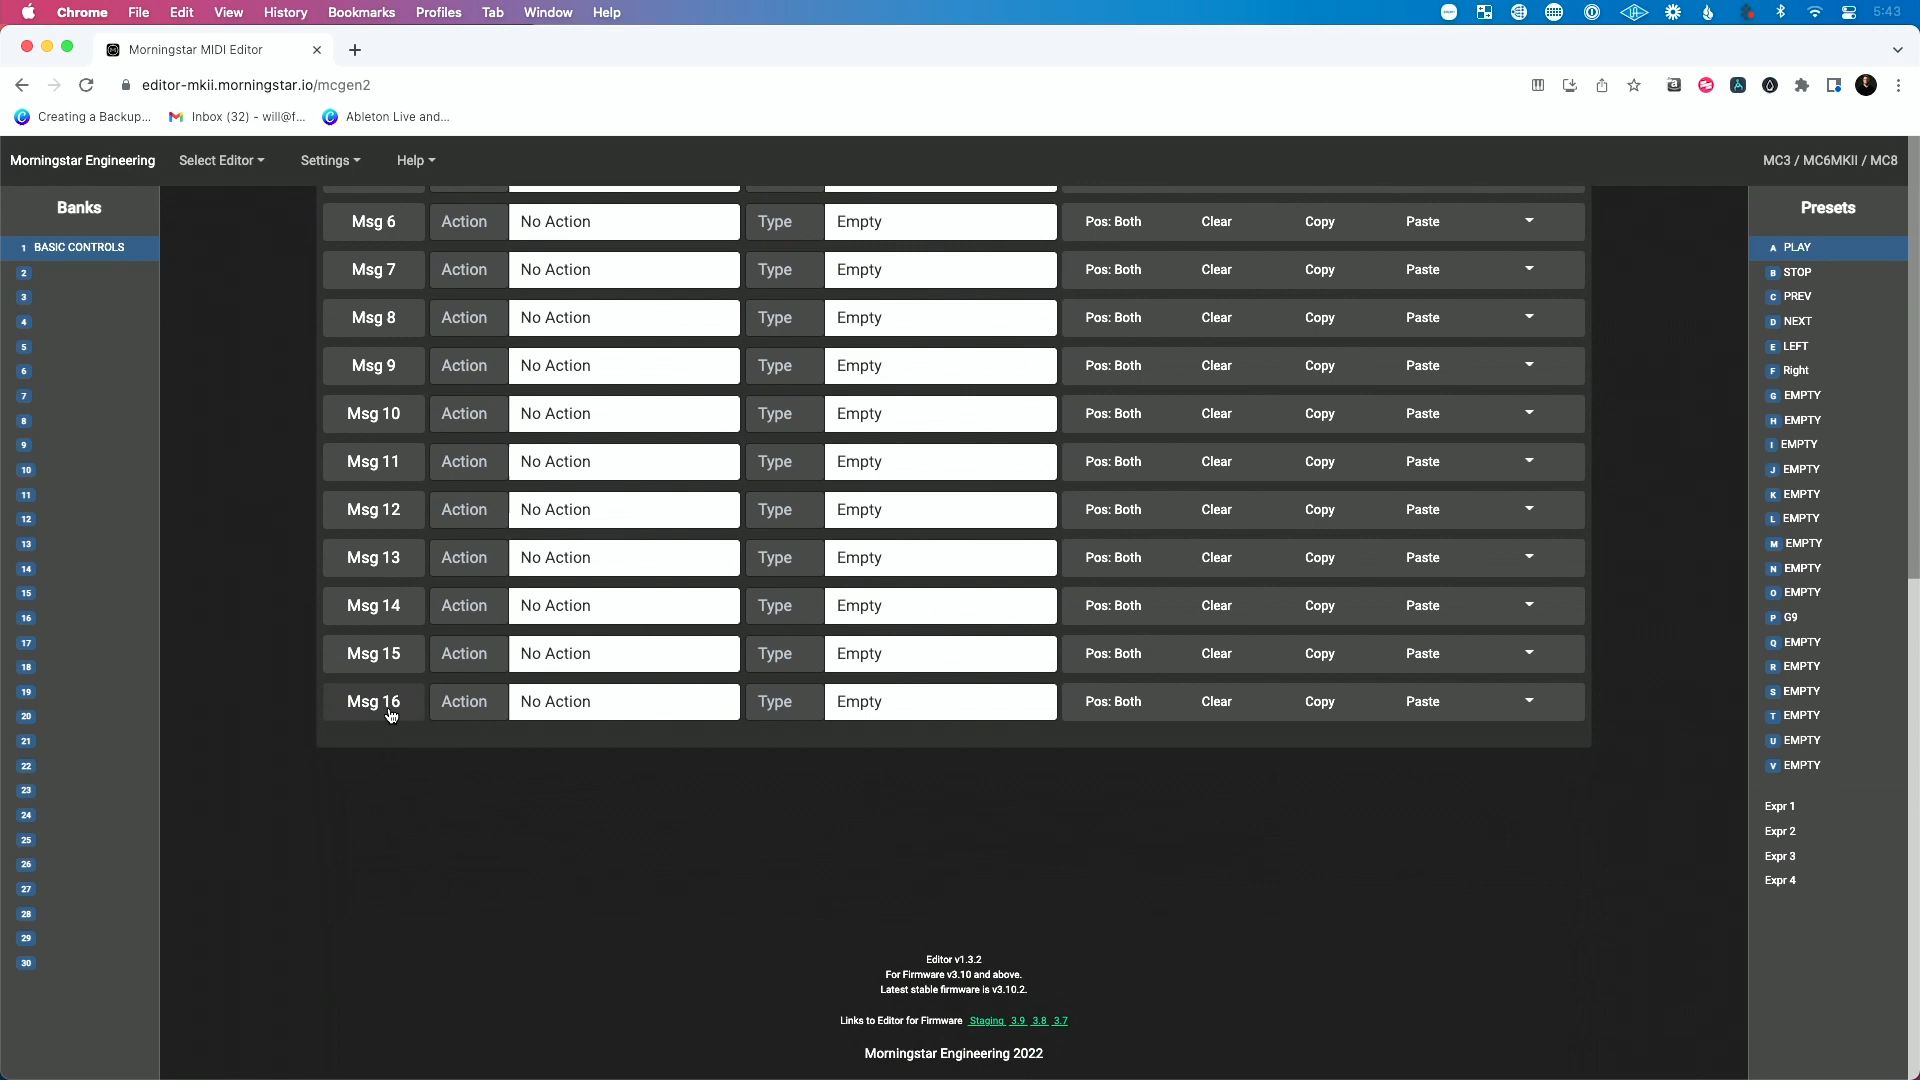 Chrome File Edit View History Bookmarks Profiles Tab Window Help 5:43
Morningstar MIDI Editor
editor-mkii.morningstar.io/mcgen2
Creating a Backup... Inbox (32) - will@f... Ableton Live and...
Morningstar Engineering Select Editor Settings Help MC3 / MC6MKII / MC8
Banks
1 BASIC CONTROLS
2
3
4
5
6
7
8
9
10
11
12
13
14
15
16
17
18
19
20
21
22
23
24
25
26
27
28
29
30
Msg 6 Action No Action Type Empty Pos: Both Clear Copy Paste
Msg 7 Action No Action Type Empty Pos: Both Clear Copy Paste
Msg 8 Action No Action Type Empty Pos: Both Clear Copy Paste
Msg 9 Action No Action Type Empty Pos: Both Clear Copy Paste
Msg 10 Action No Action Type Empty Pos: Both Clear Copy Paste
Msg 11 Action No Action Type Empty Pos: Both Clear Copy Paste
Msg 12 Action No Action Type Empty Pos: Both Clear Copy Paste
Msg 13 Action No Action Type Empty Pos: Both Clear Copy Paste
Msg 14 Action No Action Type Empty Pos: Both Clear Copy Paste
Msg 15 Action No Action Type Empty Pos: Both Clear Copy Paste
Msg 16 Action No Action Type Empty Pos: Both Clear Copy Paste
Editor v1.3.2
For Firmware v3.10 and above.
Latest stable firmware is v3.10.2.
Links to Editor for Firmware Staging 3.9 3.8 3.7
Morningstar Engineering 2022
Presets
A PLAY
B STOP
C PREV
D NEXT
E LEFT
F Right
G EMPTY
H EMPTY
I EMPTY
J EMPTY
K EMPTY
L EMPTY
M EMPTY
N EMPTY
O EMPTY
P G9
Q EMPTY
R EMPTY
S EMPTY
T EMPTY
U EMPTY
V EMPTY
Expr 1
Expr 2
Expr 3
Expr 4